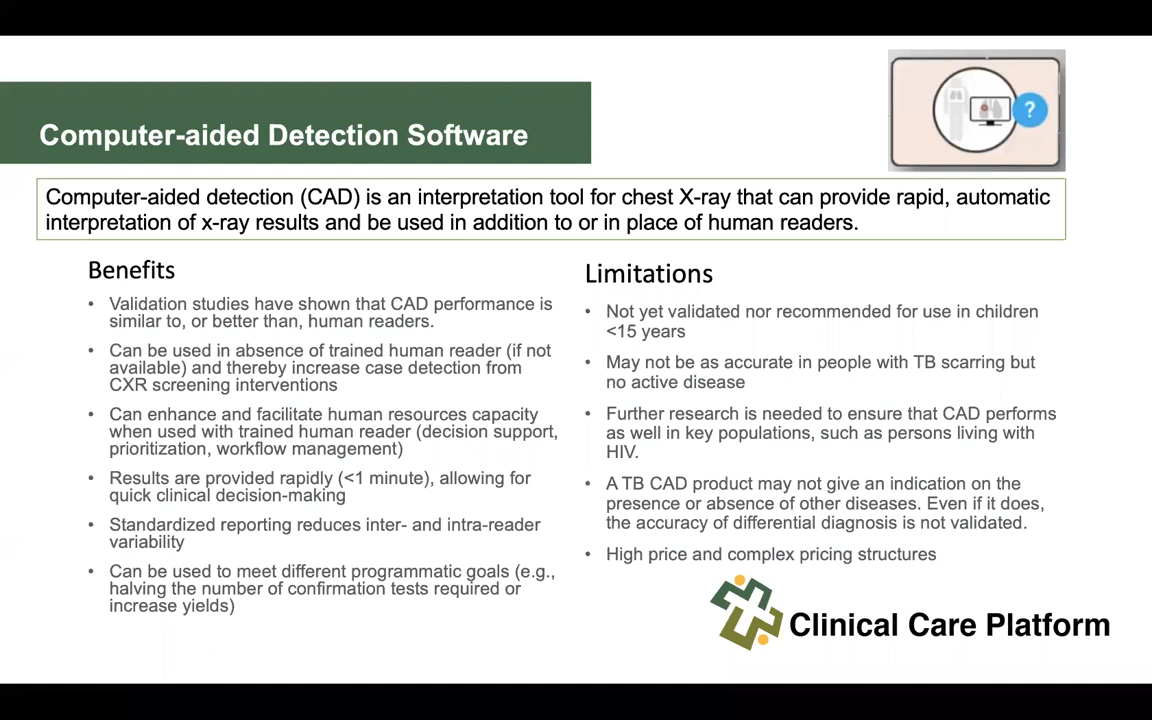 Computer-aided Detection Software
?
Computer-aided detection (CAD) is an interpretation tool for chest X-ray that can provide rapid, automatic
interpretation of x-ray results and be used in addition to or in place of human readers.
Benefits
• Validation studies have shown that CAD performance is
similar to, or better than, human readers.
• Can be used in absence of trained human reader (if not
available) and thereby increase case detection from
CXR screening interventions
• Can enhance and facilitate human resources capacity
when used with trained human reader (decision support,
prioritization, workflow management)
• Results are provided rapidly (<1 minute), allowing for
quick clinical decision-making
• Standardized reporting reduces inter- and intra-reader
variability
• Can be used to meet different programmatic goals (e.g.,
halving the number of confirmation tests required or
increase yields)
Limitations
• Not yet validated nor recommended for use in children
<15 years
• May not be as accurate in people with TB scarring but
no active disease
• Further research is needed to ensure that CAD performs
as well in key populations, such as persons living with
HIV.
• A TB CAD product may not give an indication on the
presence or absence of other diseases. Even if it does,
the accuracy of differential diagnosis is not validated.
• High price and complex pricing structures
Clinical Care Platform